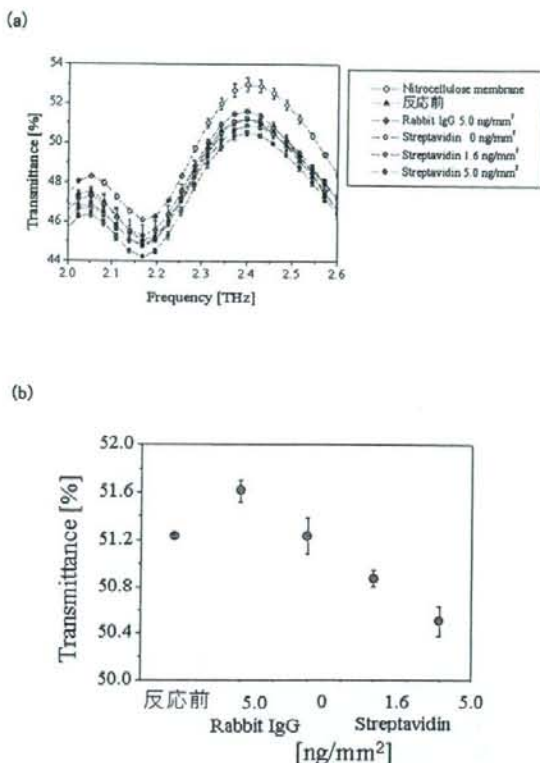 (a)
54
52
50
48
46
44
Transmittance [%]
2.0 2.1 2.2 2.3 2.4 2.5 2.6
Frequency [THz]
Nitrocellulose membrane
反応前
Rabbit IgG 5.0 ng/mm²
Streptavidin 0 ng/mm²
Streptavidin 1.6 ng/mm²
Streptavidin 5.0 ng/mm²
(b)
52.0
51.6
51.2
50.8
50.4
50.0
Transmittance [%]
反応前 5.0 0 1.6 5.0
Rabbit IgG Streptavidin
[ng/mm²]